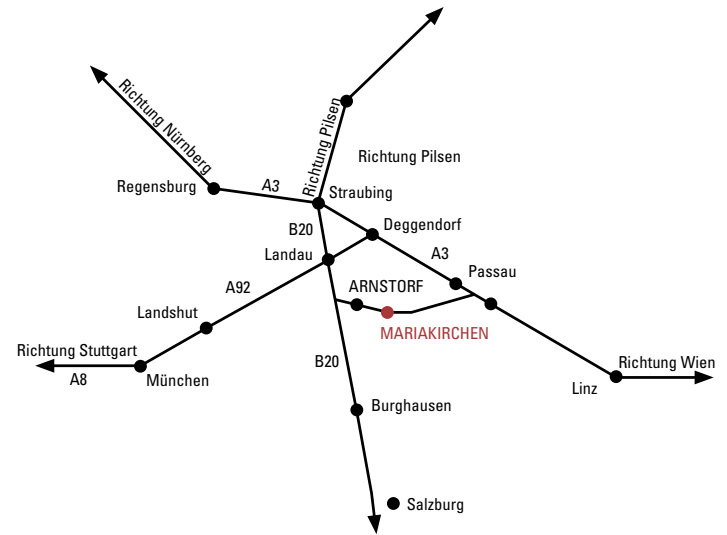 Richtung Nürnberg
Richtung Pilsen
Richtung Pilsen
Regensburg
A3
Straubing
B20
Deggendorf
Landau
A3
Passau
A92
ARNSTORF
Landshut
MARIAKIRCHEN
Richtung Stuttgart
A8
München
B20
Richtung Wien
Linz
Burghausen
Salzburg